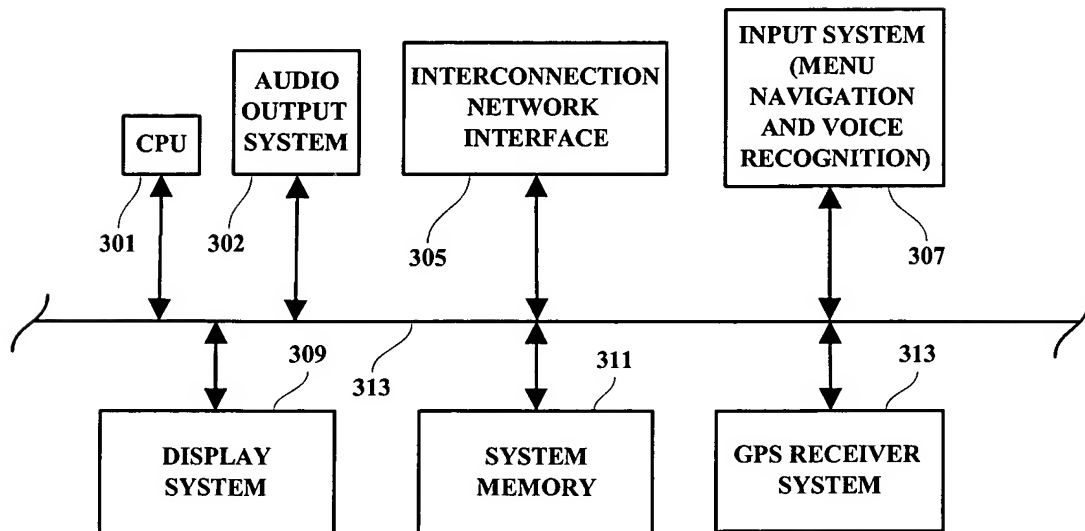 CPU
301
AUDIO
OUTPUT
SYSTEM
302
INTERCONNECTION
NETWORK
INTERFACE
305
INPUT SYSTEM
(MENU
NAVIGATION
AND VOICE
RECOGNITION)
307
313
309
DISPLAY
SYSTEM
311
SYSTEM
MEMORY
313
GPS RECEIVER
SYSTEM